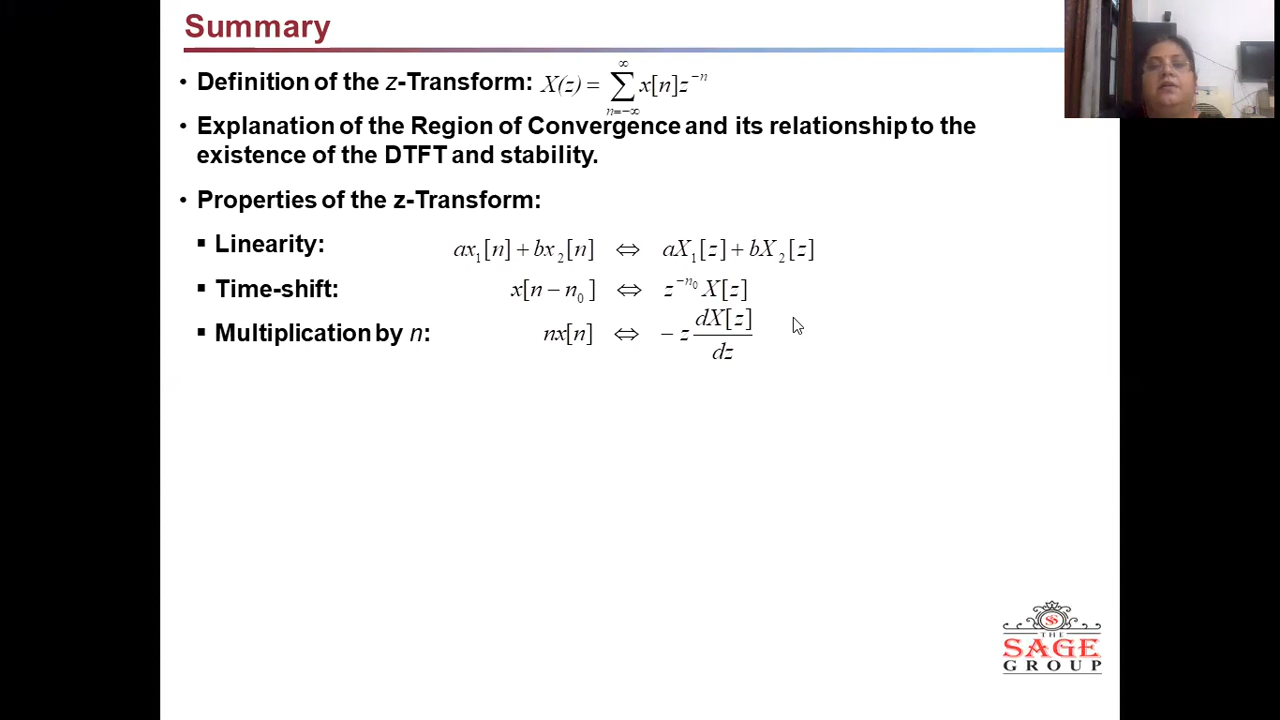 Summary
• Definition of the z-Transform: X(z) = ∑_{n=−∞}^{∞} x[n]z^{−n}
• Explanation of the Region of Convergence and its relationship to the
existence of the DTFT and stability.
• Properties of the z-Transform:
▪ Linearity: ax₁[n] + bx₂[n] ⇔ aX₁[z] + bX₂[z]
▪ Time-shift: x[n − n₀] ⇔ z^{−n₀} X[z]
▪ Multiplication by n: nx[n] ⇔ − z dX[z]/dz
THE
SAGE
GROUP